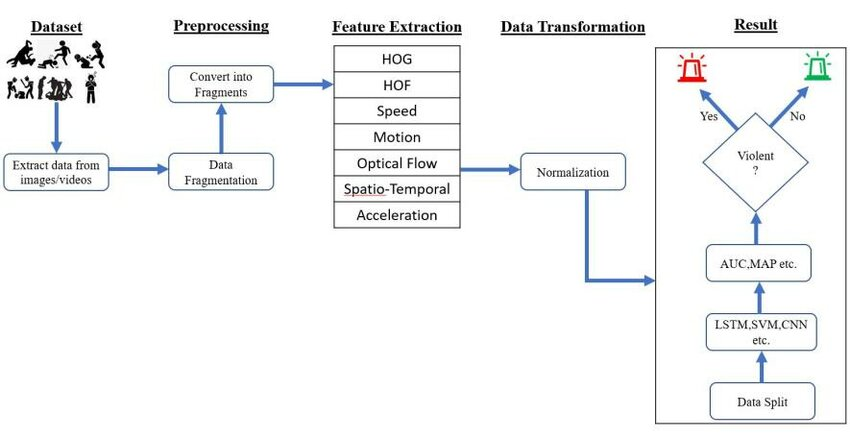 Dataset
Preprocessing
Feature Extraction
Data Transformation
Result
Extract data from
images/videos
Convert into
Fragments
Data
Fragmentation
HOG
HOF
Speed
Motion
Optical Flow
Spatio-Temporal
Acceleration
Normalization
Yes
No
Violent
?
AUC,MAP etc.
LSTM,SVM,CNN
etc.
Data Split